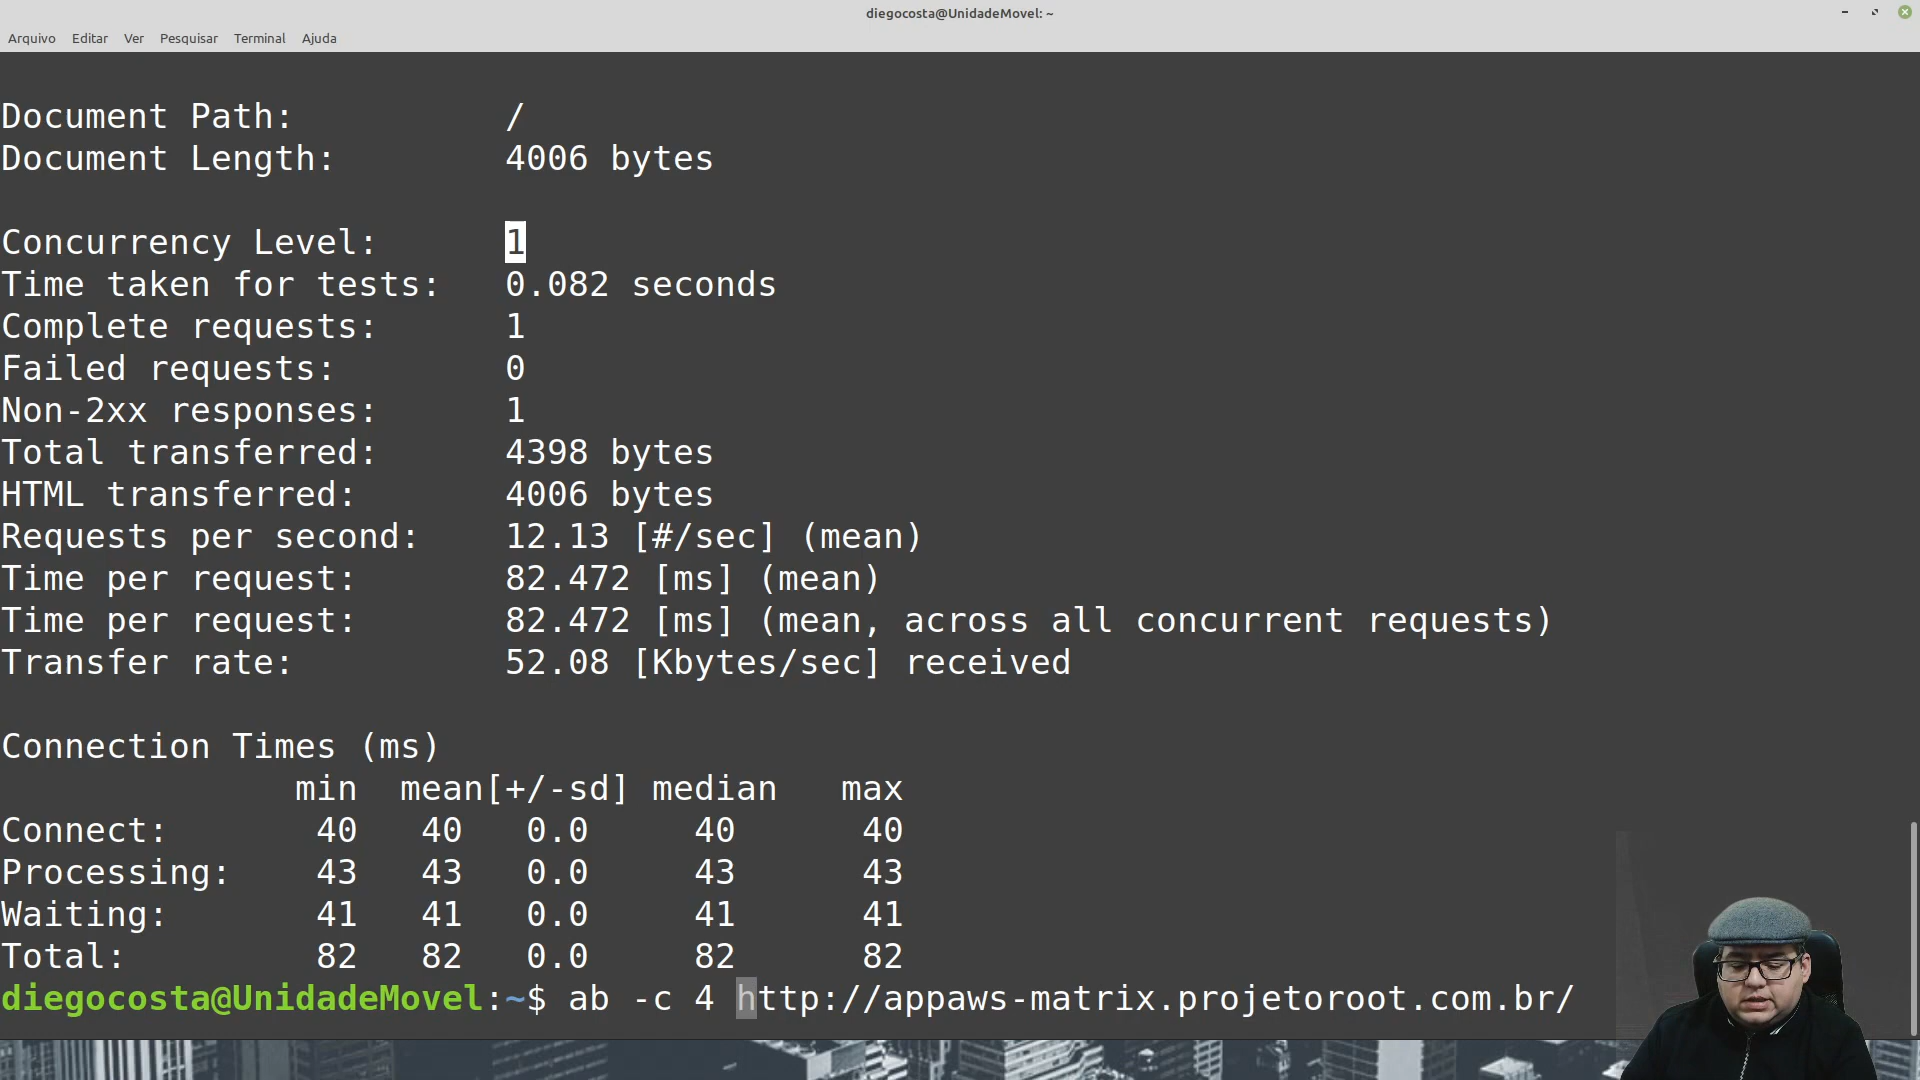 diegocosta@UnidadeMovel: ~
Arquivo Editar Ver Pesquisar Terminal Ajuda
Document Path: /
Document Length: 4006 bytes
Concurrency Level: 1
Time taken for tests: 0.082 seconds
Complete requests: 1
Failed requests: 0
Non-2xx responses: 1
Total transferred: 4398 bytes
HTML transferred: 4006 bytes
Requests per second: 12.13 [#/sec] (mean)
Time per request: 82.472 [ms] (mean)
Time per request: 82.472 [ms] (mean, across all concurrent requests)
Transfer rate: 52.08 [Kbytes/sec] received
Connection Times (ms)
min mean[+/-sd] median max
Connect: 40 40 0.0 40 40
Processing: 43 43 0.0 43 43
Waiting: 41 41 0.0 41 41
Total: 82 82 0.0 82 82
diegocosta@UnidadeMovel:~$ ab -c 4 http://appaws-matrix.projetoroot.com.br/